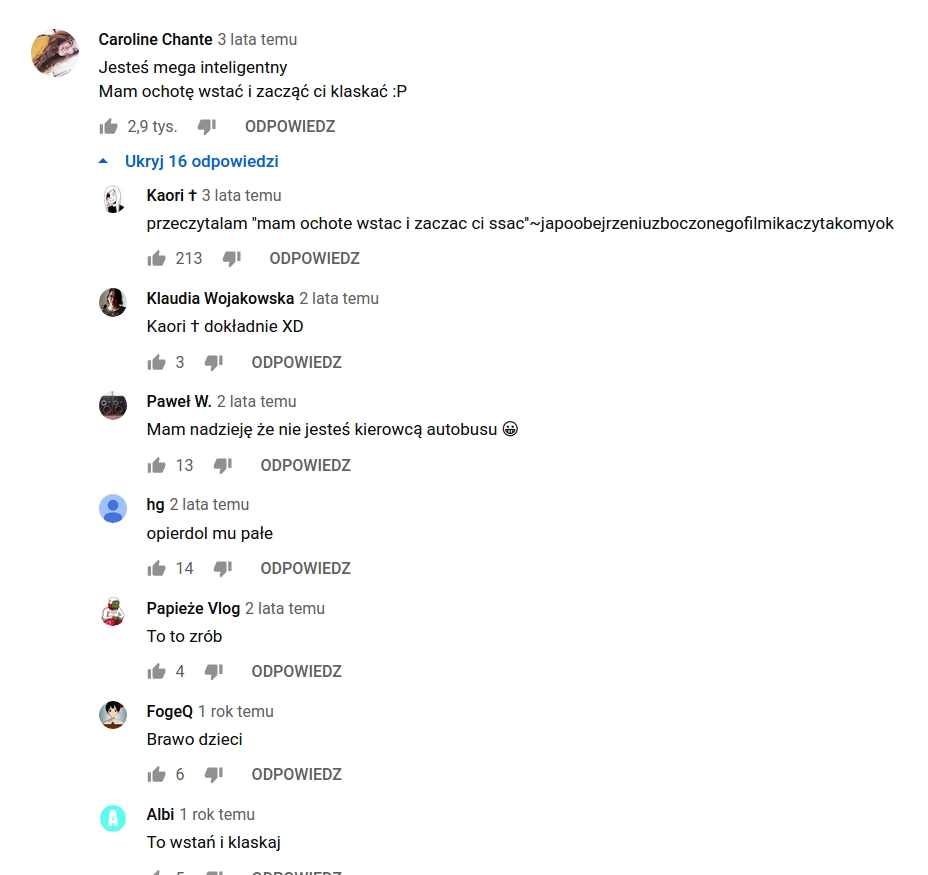 Caroline Chante 3 lata temu
Jesteś mega inteligentny
Mam ochotę wstać i zacząć ci klaskać :P
2,9 tys. ODPOWIEDZ
Ukryj 16 odpowiedzi
Kaori † 3 lata temu
przeczytalam "mam ochote wstac i zaczac ci ssac"~japoobejrzeniuzboczonegofilmikaczytakomyok
213 ODPOWIEDZ
Klaudia Wojakowska 2 lata temu
Kaori † dokładnie XD
3 ODPOWIEDZ
Paweł W. 2 lata temu
Mam nadzieję że nie jesteś kierowcą autobusu 😀
13 ODPOWIEDZ
hg 2 lata temu
opierdol mu pałe
14 ODPOWIEDZ
Papieże Vlog 2 lata temu
To to zrób
4 ODPOWIEDZ
FogeQ 1 rok temu
Brawo dzieci
6 ODPOWIEDZ
A
Albi 1 rok temu
To wstań i klaskaj
5 ODPOWIEDZ